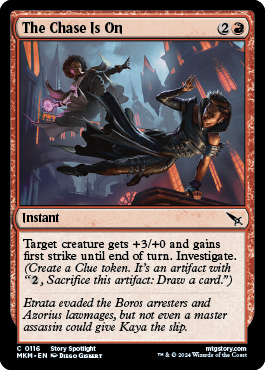 The Chase Is On 2
Instant
Target creature gets +3/+0 and gains
first strike until end of turn. Investigate.
(Create a Clue token. It's an artifact with
"2, Sacrifice this artifact: Draw a card.")
Etrata evaded the Boros arresters and
Azorius lawmages, but not even a master
assassin could give Kaya the slip.
C 0116 Story Spotlight mtgstory.com
MKM • EN Diego Gisbert ™ & © 2024 Wizards of the Coast